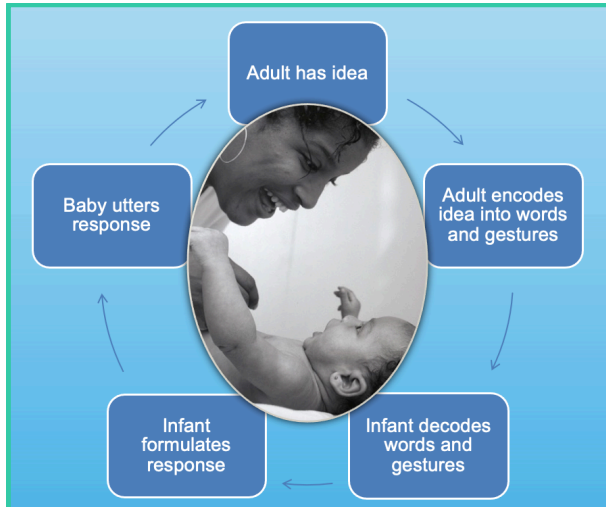 Adult has idea
Adult encodes
idea into words
and gestures
Infant decodes
words and
gestures
Infant
formulates
response
Baby utters
response